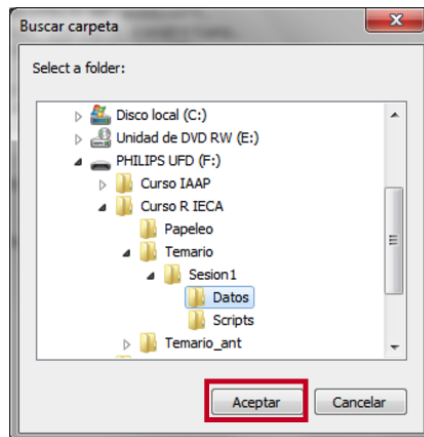 Buscar carpeta
Select a folder:
Disco local (C:)
Unidad de DVD RW (E:)
PHILIPS UFD (F:)
Curso IAAP
Curso R IECA
Papeleo
Temario
Sesion1
Datos
Scripts
Temario_ant
Aceptar
Cancelar